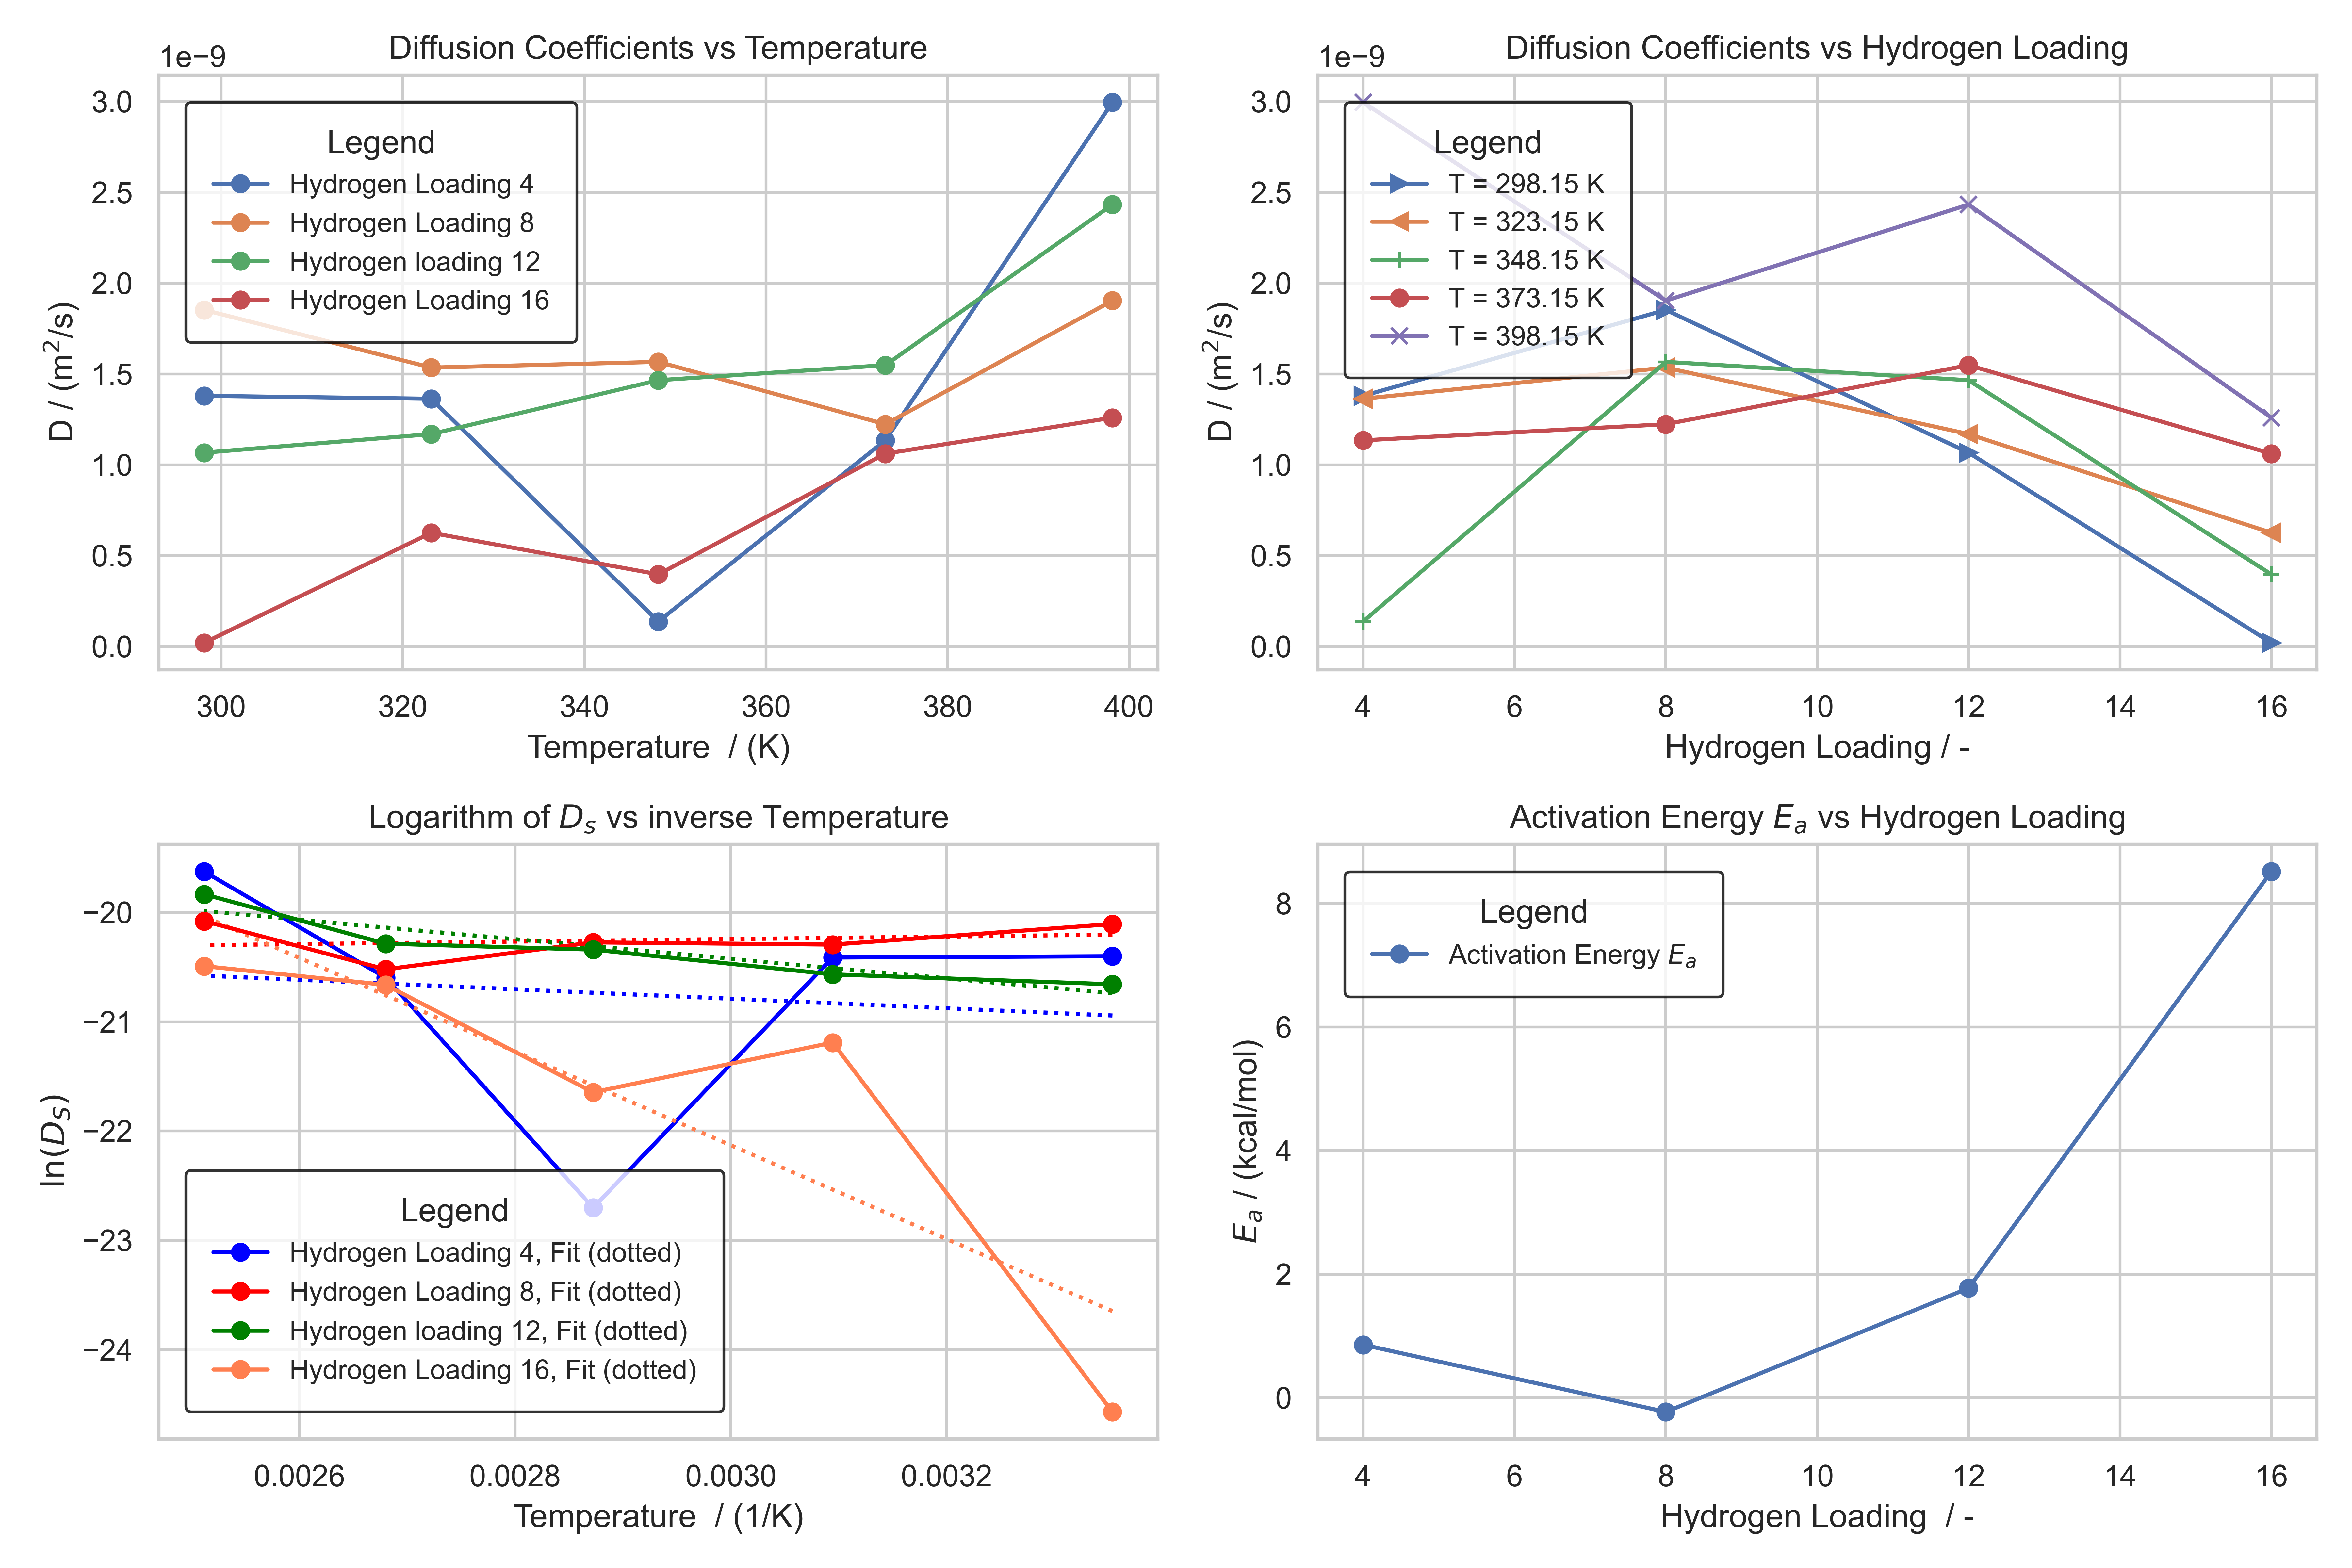 Diffusion Coefficients vs Temperature
1e−9
3.0
2.5
2.0
1.5
1.0
0.5
0.0
D / (m²/s)
Legend
Hydrogen Loading 4
Hydrogen Loading 8
Hydrogen loading 12
Hydrogen Loading 16
300 320 340 360 380 400
Temperature / (K)
Diffusion Coefficients vs Hydrogen Loading
1e−9
3.0
2.5
2.0
1.5
1.0
0.5
0.0
D / (m²/s)
Legend
T = 298.15 K
T = 323.15 K
T = 348.15 K
T = 373.15 K
T = 398.15 K
4 6 8 10 12 14 16
Hydrogen Loading / -
Logarithm of Dₛ vs inverse Temperature
−20
−21
−22
−23
−24
ln(D_S)
Legend
Hydrogen Loading 4, Fit (dotted)
Hydrogen Loading 8, Fit (dotted)
Hydrogen loading 12, Fit (dotted)
Hydrogen Loading 16, Fit (dotted)
0.0026 0.0028 0.0030 0.0032
Temperature / (1/K)
Activation Energy Eₐ vs Hydrogen Loading
8
6
4
2
0
Eₐ / (kcal/mol)
Legend
Activation Energy Eₐ
4 6 8 10 12 14 16
Hydrogen Loading / -